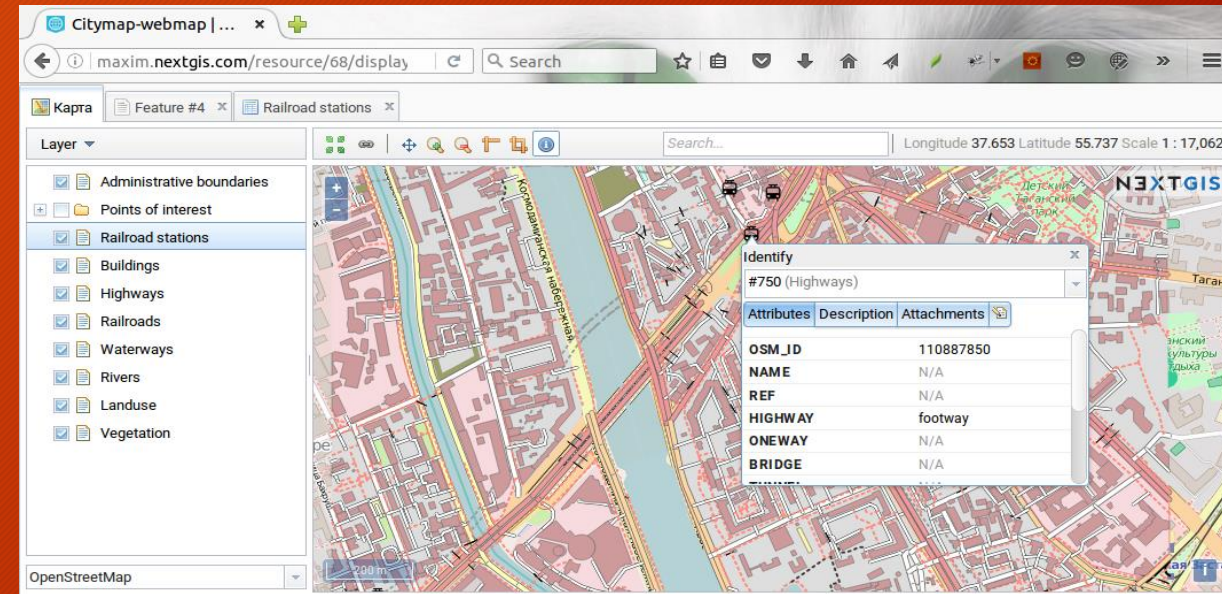 Citymap-webmap | ...
maxim.nextgis.com/resource/68/display
Search
Карта
Feature #4
Railroad stations
Layer
Search...
Longitude 37.653 Latitude 55.737 Scale 1 : 17,062
Administrative boundaries
Points of interest
Railroad stations
Buildings
Highways
Railroads
Waterways
Rivers
Landuse
Vegetation
OpenStreetMap
NEXTGIS
Космодамианская набережная
Детский
Таганский
парк
Identify
#750 (Highways)
Attributes Description Attachments
OSM_ID 110887850
NAME N/A
REF N/A
HIGHWAY footway
ONEWAY N/A
BRIDGE N/A
200 m